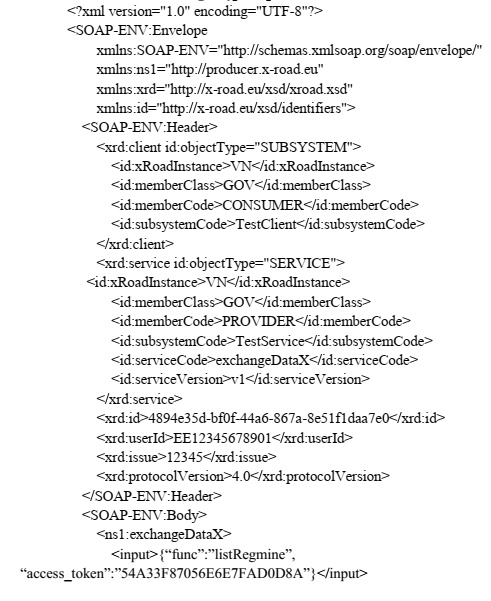 <?xml version="1.0" encoding="UTF-8"?>
<SOAP-ENV:Envelope
xmlns:SOAP-ENV="http://schemas.xmlsoap.org/soap/envelope/"
xmlns:ns1="http://producer.x-road.eu"
xmlns:xrd="http://x-road.eu/xsd/xroad.xsd"
xmlns:id="http://x-road.eu/xsd/identifiers">
<SOAP-ENV:Header>
<xrd:client id:objectType="SUBSYSTEM">
<id:xRoadInstance>VN</id:xRoadInstance>
<id:memberClass>GOV</id:memberClass>
<id:memberCode>CONSUMER</id:memberCode>
<id:subsystemCode>TestClient</id:subsystemCode>
</xrd:client>
<xrd:service id:objectType="SERVICE">
<id:xRoadInstance>VN</id:xRoadInstance>
<id:memberClass>GOV</id:memberClass>
<id:memberCode>PROVIDER</id:memberCode>
<id:subsystemCode>TestService</id:subsystemCode>
<id:serviceCode>exchangeDataX</id:serviceCode>
<id:serviceVersion>v1</id:serviceVersion>
</xrd:service>
<xrd:id>4894e35d-bf0f-44a6-867a-8e51f1daa7e0</xrd:id>
<xrd:userId>EE12345678901</xrd:userId>
<xrd:issue>12345</xrd:issue>
<xrd:protocolVersion>4.0</xrd:protocolVersion>
</SOAP-ENV:Header>
<SOAP-ENV:Body>
<ns1:exchangeDataX>
<input>{“func”:”listRegmine”,
“access_token”:”54A33F87056E6E7FAD0D8A”}</input>